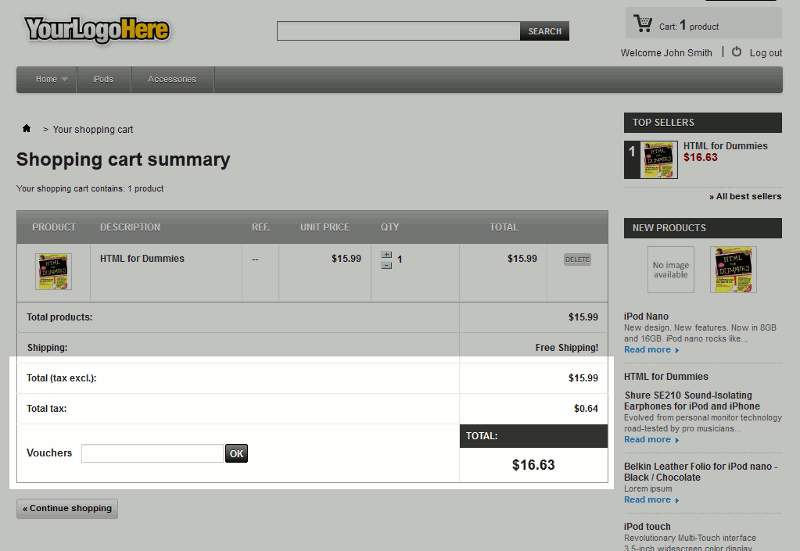 YourLogoHere
SEARCH
Cart: 1 product
Welcome John Smith | Log out
Home
iPods
Accessories
> Your shopping cart
Shopping cart summary
Your shopping cart contains: 1 product
PRODUCT DESCRIPTION REF. UNIT PRICE QTY TOTAL
HTML for Dummies -- $15.99 1 $15.99 DELETE
Total products: $15.99
Shipping: Free Shipping!
Total (tax excl.): $15.99
Total tax: $0.64
Vouchers OK
TOTAL:
$16.63
« Continue shopping
TOP SELLERS
1
HTML for Dummies
$16.63
» All best sellers
NEW PRODUCTS
No image
available
HTML
FOR
DUMMIES
iPod Nano
New design. New features. Now in 8GB
and 16GB. iPod nano rocks like...
Read more
HTML for Dummies
Shure SE210 Sound-Isolating
Earphones for iPod and iPhone
Evolved from personal monitor technology
road-tested by pro musicians...
Read more
Belkin Leather Folio for iPod nano -
Black / Chocolate
Lorem ipsum
Read more
iPod touch
Revolutionary Multi-Touch interface
3.5-inch widescreen color display